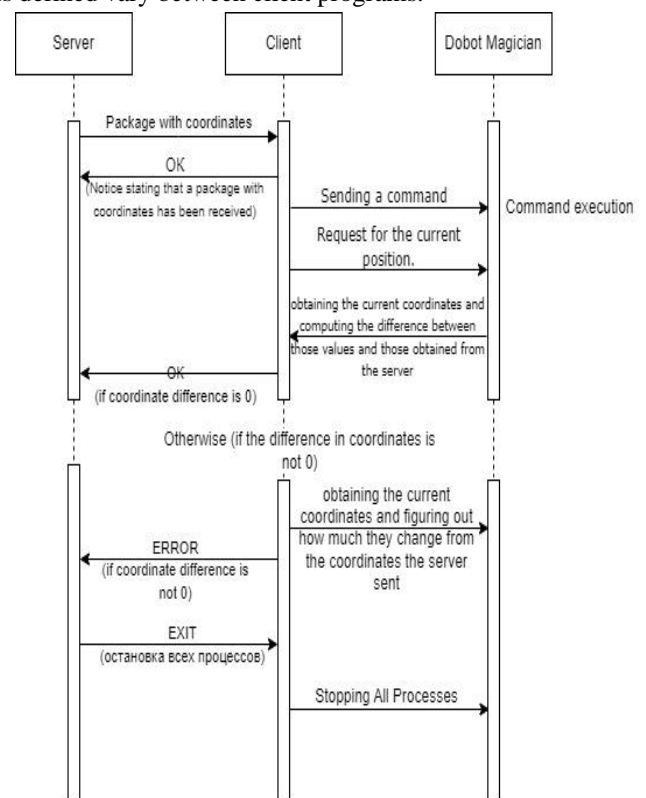 as defined vary between client programs.
Server
Client
Dobot Magician
Package with coordinates
OK
(Notice stating that a package with
coordinates has been received)
Sending a command
Command execution
Request for the current
position.
obtaining the current coordinates and
computing the difference between
those values and those obtained from
the server
OK
(if coordinate difference is 0)
Otherwise (if the difference in coordinates is
not 0)
obtaining the current
coordinates and figuring out
how much they change from
the coordinates the server
sent
ERROR
(if coordinate difference is
not 0)
EXIT
(остановка всех процессов)
Stopping All Processes